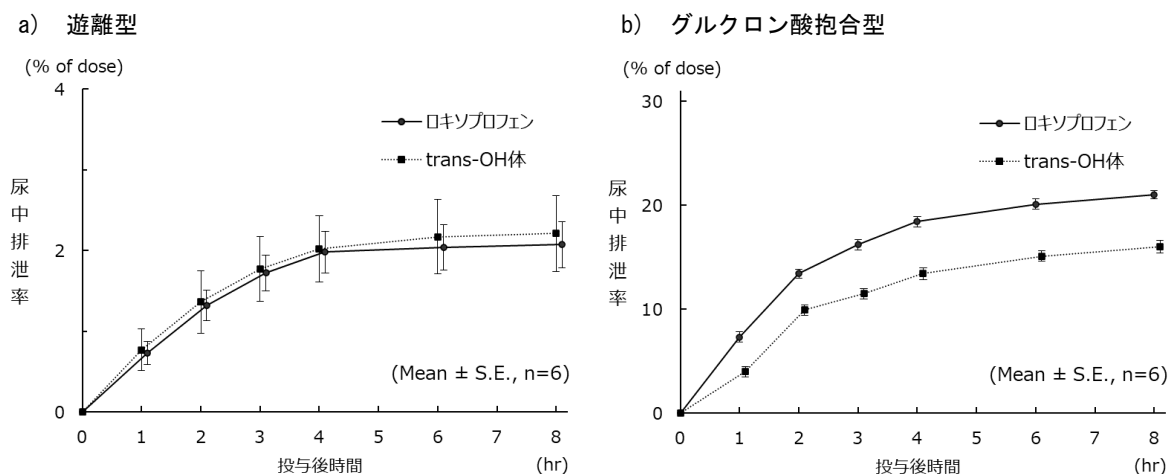 a) 遊離型
(% of dose)
4
2
0
尿中排泄率
ロキソプロフェン
trans-OH体
(Mean ± S.E., n=6)
0 1 2 3 4 5 6 7 8
投与後時間 (hr)
b) グルクロン酸抱合型
(% of dose)
30
20
10
0
尿中排泄率
ロキソプロフェン
trans-OH体
(Mean ± S.E., n=6)
0 1 2 3 4 5 6 7 8
投与後時間 (hr)